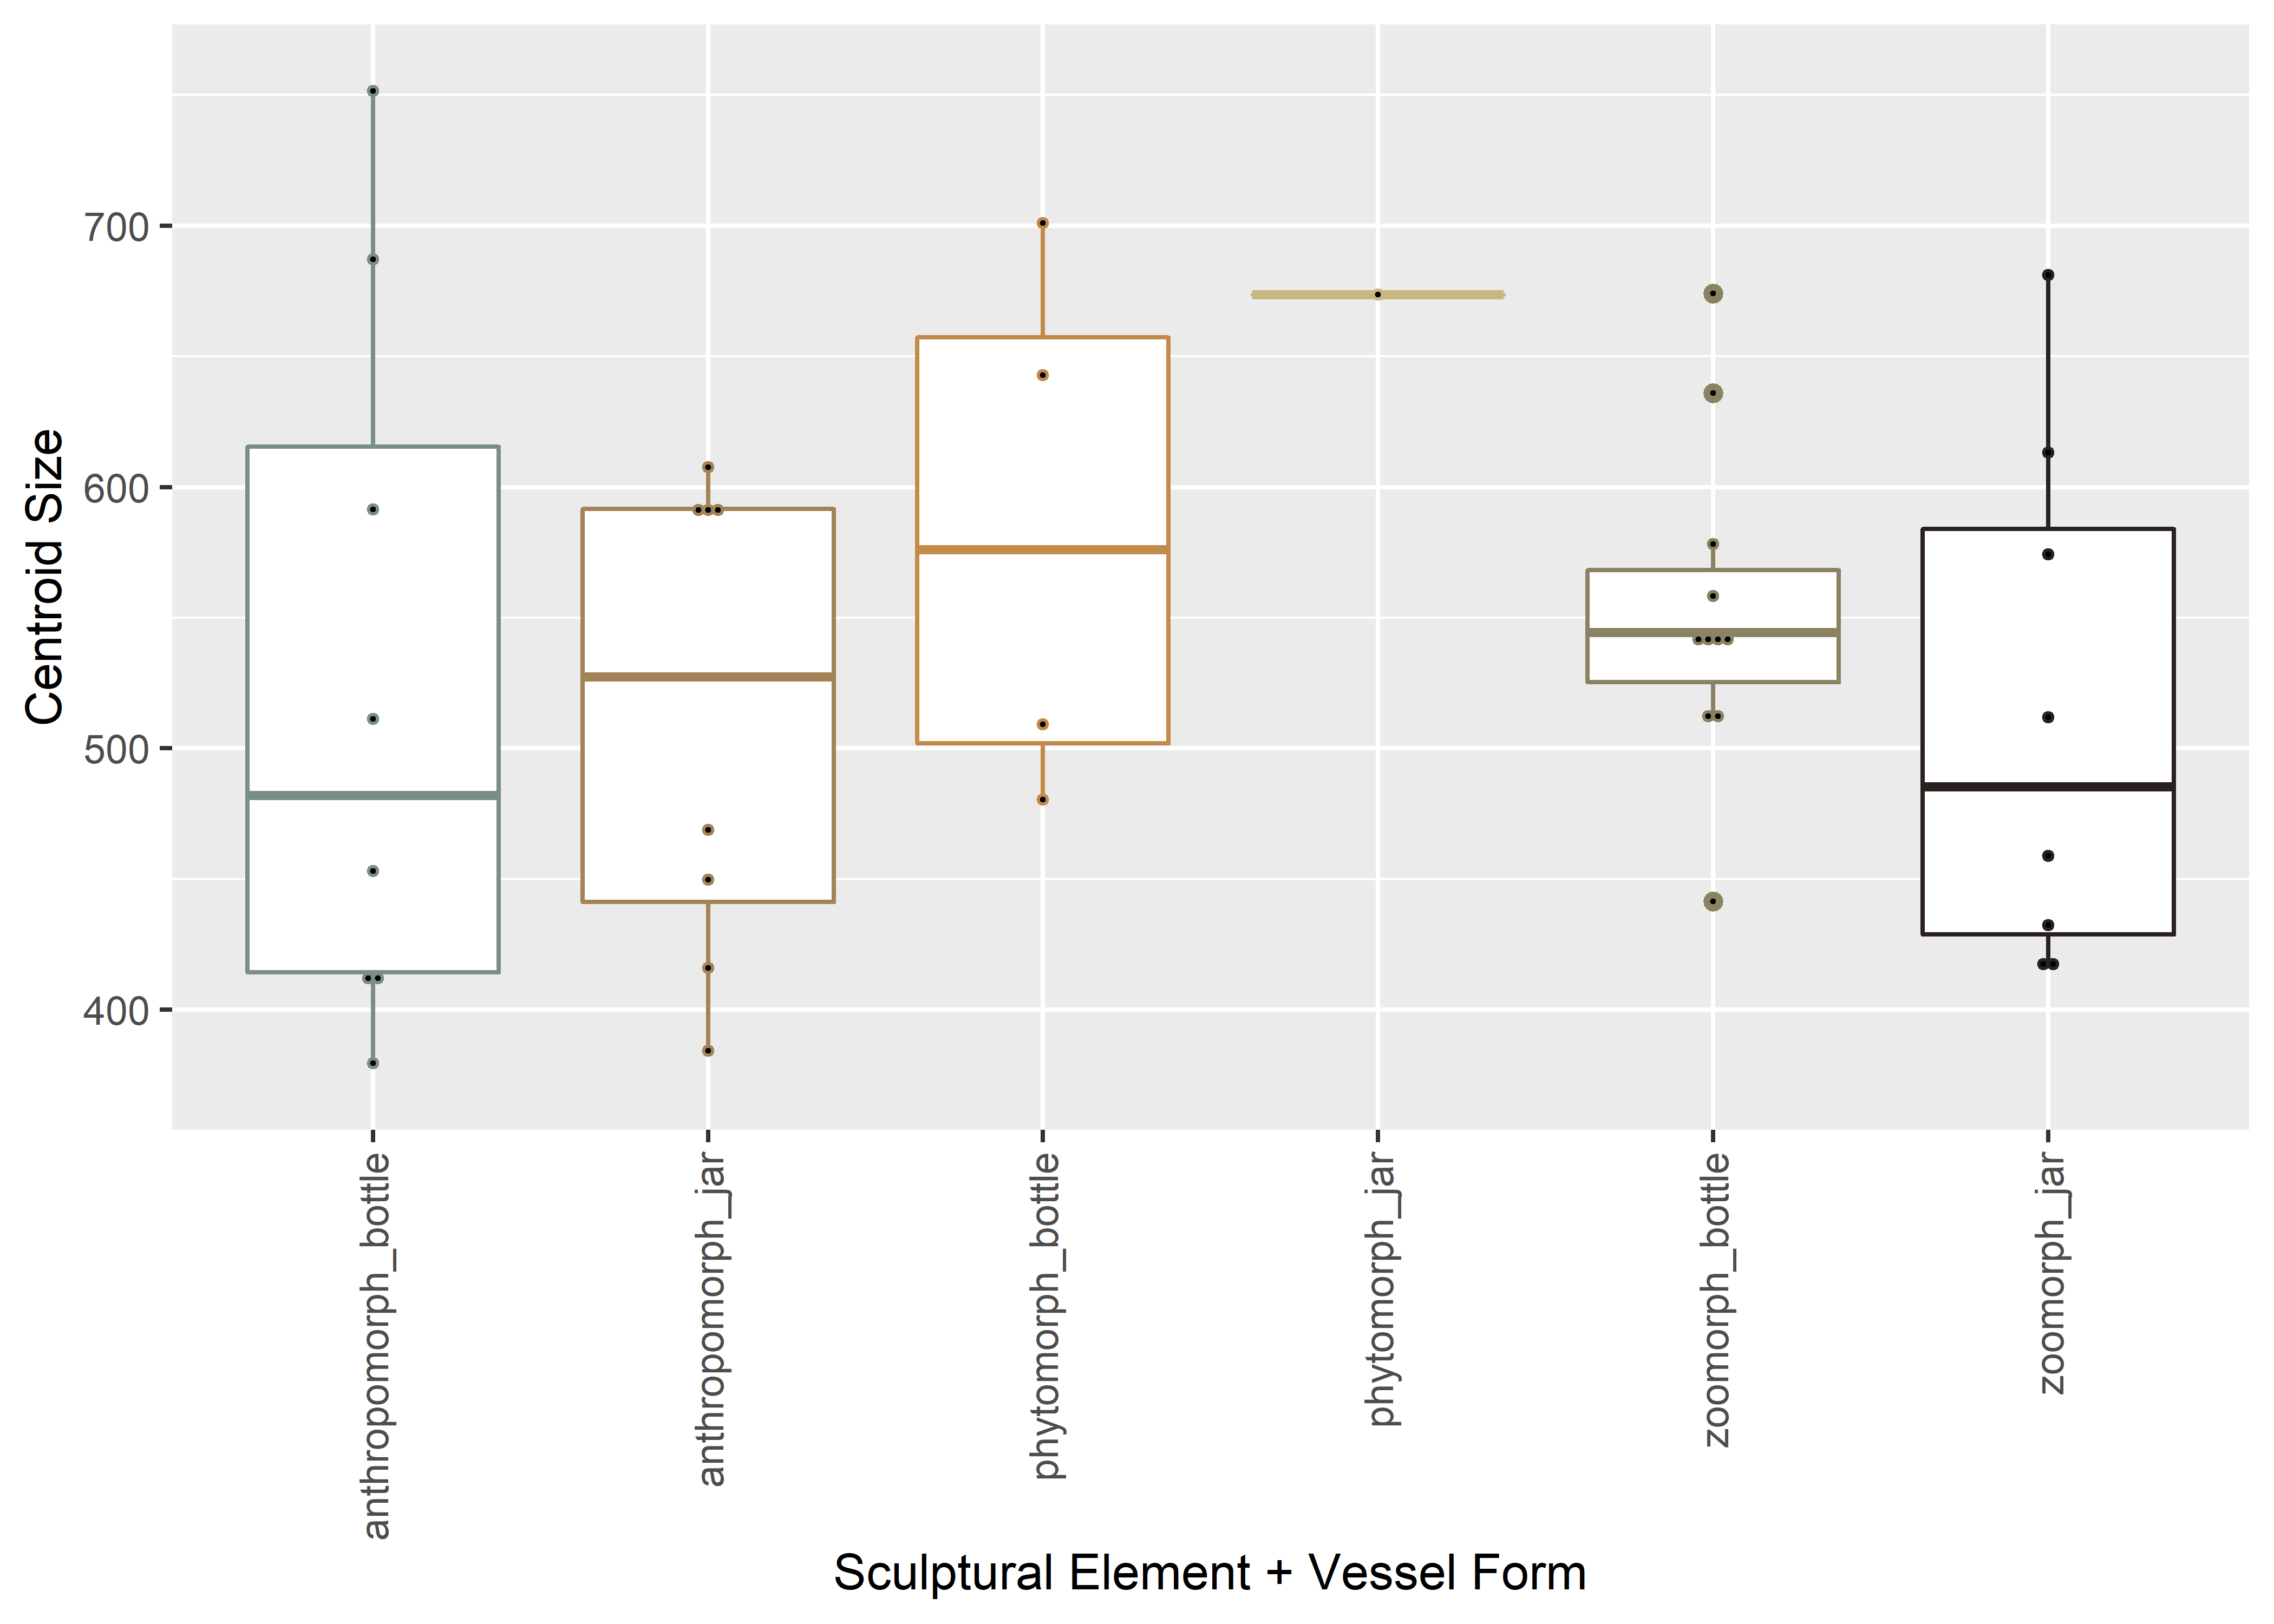 Centroid Size
700
600
500
400
anthropomorph_bottle
anthropomorph_jar
phytomorph_bottle
phytomorph_jar
zoomorph_bottle
zoomorph_jar
Sculptural Element + Vessel Form